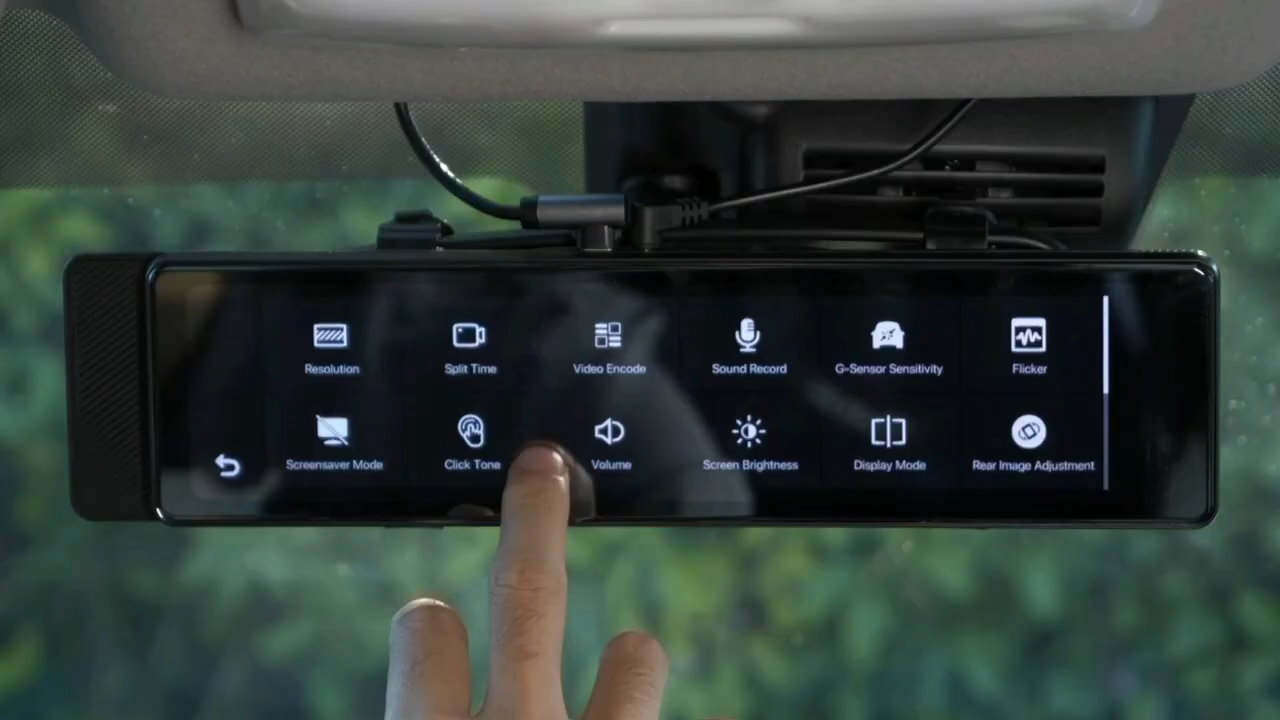 Resolution
Split Time
Video Encode
Sound Record
G-Sensor Sensitivity
Flicker
Screensaver Mode
Click Tone
Volume
Screen Brightness
Display Mode
Rear Image Adjustment